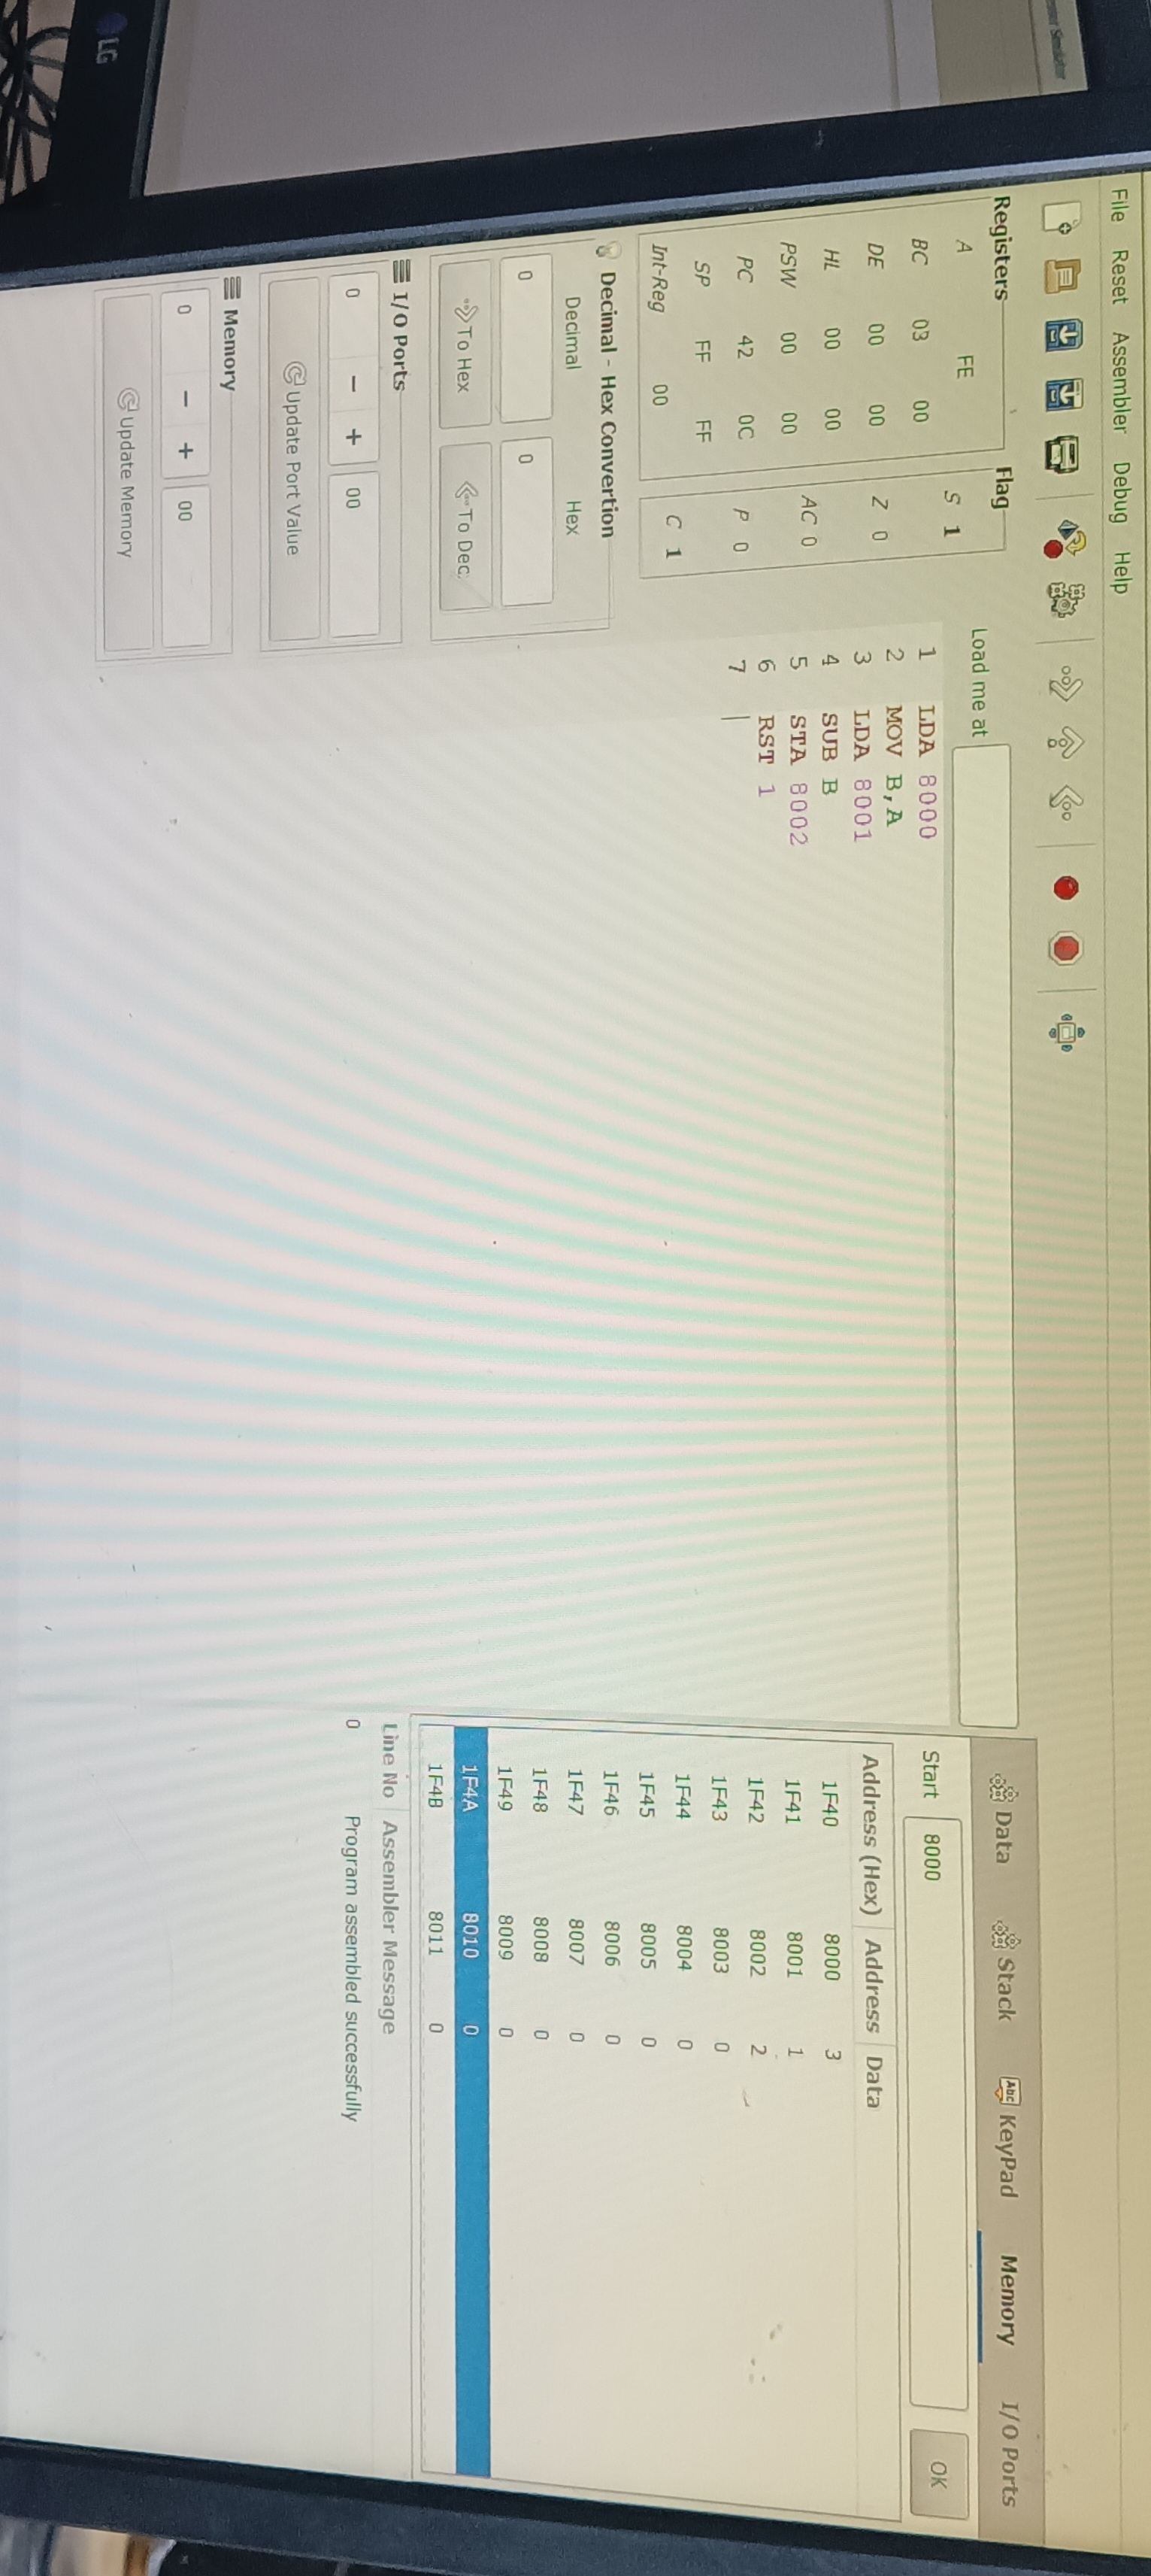 File Reset Assembler Debug Help
Registers
A FE
BC 03 00
DE 00 00
HL 00 00
PSW 00 00
PC 42 0C
SP FF FF
Int-Reg 00
Flag
S 1
Z 0
AC 0
P 0
C 1
Decimal - Hex Convertion
Decimal Hex
0 0
To Hex To Dec
I/O Ports
0 − + 00
Update Port Value
Memory
0 − + 00
Update Memory
Load me at
1 LDA 8000
2 MOV B,A
3 LDA 8001
4 SUB B
5 STA 8002
6 RST 1
7
Data Stack Abc KeyPad Memory I/O Ports
Start 8000 OK
Address (Hex) Address Data
1F40 8000 3
1F41 8001 1
1F42 8002 2
1F43 8003 0
1F44 8004 0
1F45 8005 0
1F46 8006 0
1F47 8007 0
1F48 8008 0
1F49 8009 0
1F4A 8010 0
1F4B 8011 0
Line No Assembler Message
0 Program assembled successfully
LG